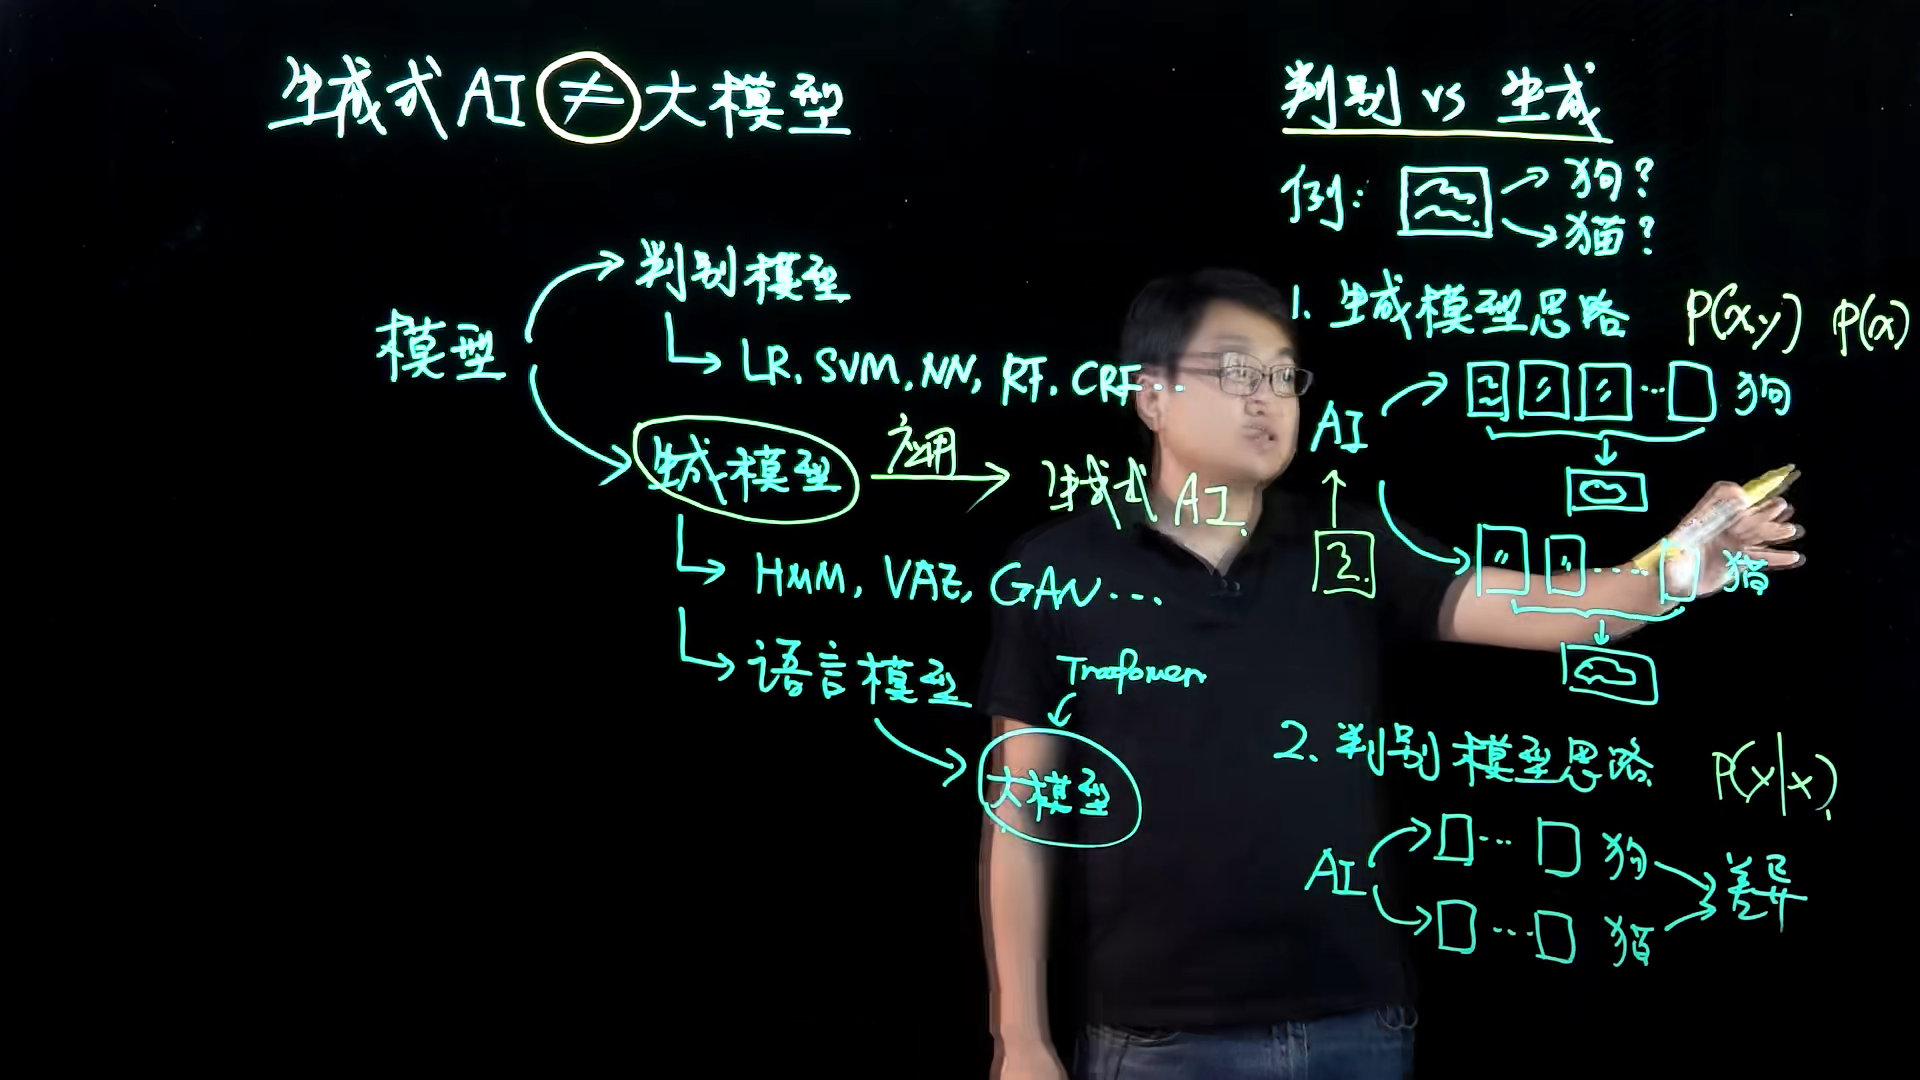 生成式AI≠大模型
模型
判别模型
LR, SVM, NN, RF, CRF...
生成模型
应用
生成式AI
HMM, VAE, GAN...
语言模型
Tranformer
大模型
判别 vs 生成
例:
狗?
猫?
1. 生成模型思路 P(x,y) P(x)
AI
狗
?
猫
2. 判别模型思路 P(y|x)
AI
狗
猫
差异